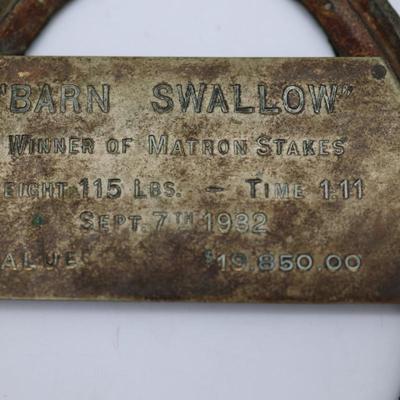 "BARN SWALLOW"
WINNER OF MATRON STAKES
EIGHT 115 LBS. — TIME 1:11
SEPT. 7TH 1932
ALUE $19,850.00